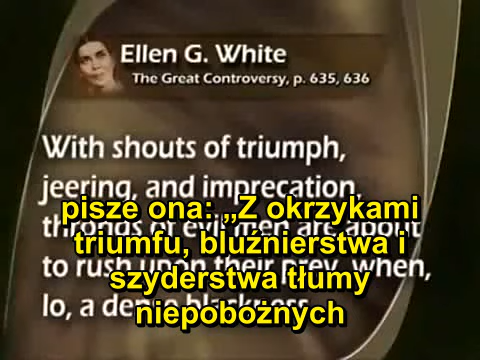 Ellen G. White
The Great Controversy, p. 635, 636
With shouts of triumph,
jeering, and imprecation,
throngs of evil men are about
to rush upon their prey, when,
lo, a dense blackness
pisze ona: „Z okrzykami
triumfu, bluźnierstwa i
szyderstwa tłumy
niepobożnych